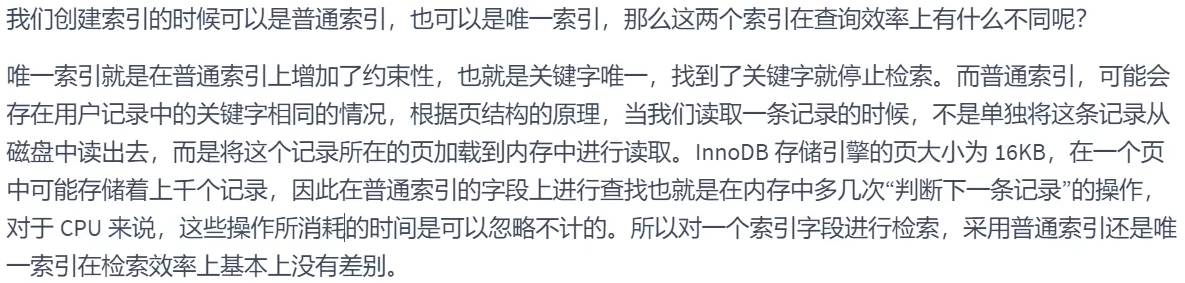 我们创建索引的时候可以是普通索引，也可以是唯一索引，那么这两个索引在查询效率上有什么不同呢？
唯一索引就是在普通索引上增加了约束性，也就是关键字唯一，找到了关键字就停止检索。而普通索引，可能会
存在用户记录中的关键字相同的情况，根据页结构的原理，当我们读取一条记录的时候，不是单独将这条记录从
磁盘中读出去，而是将这个记录所在的页加载到内存中进行读取。InnoDB 存储引擎的页大小为 16KB，在一个页
中可能存储着上千个记录，因此在普通索引的字段上进行查找也就是在内存中多几次“判断下一条记录”的操作，
对于 CPU 来说，这些操作所消耗的时间是可以忽略不计的。所以对一个索引字段进行检索，采用普通索引还是唯
一索引在检索效率上基本上没有差别。